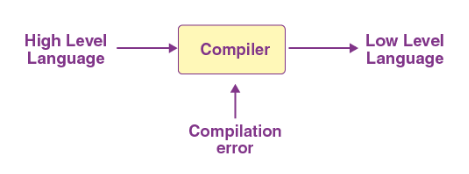 High Level
Language
Compiler
Low Level
Language
Compilation
error